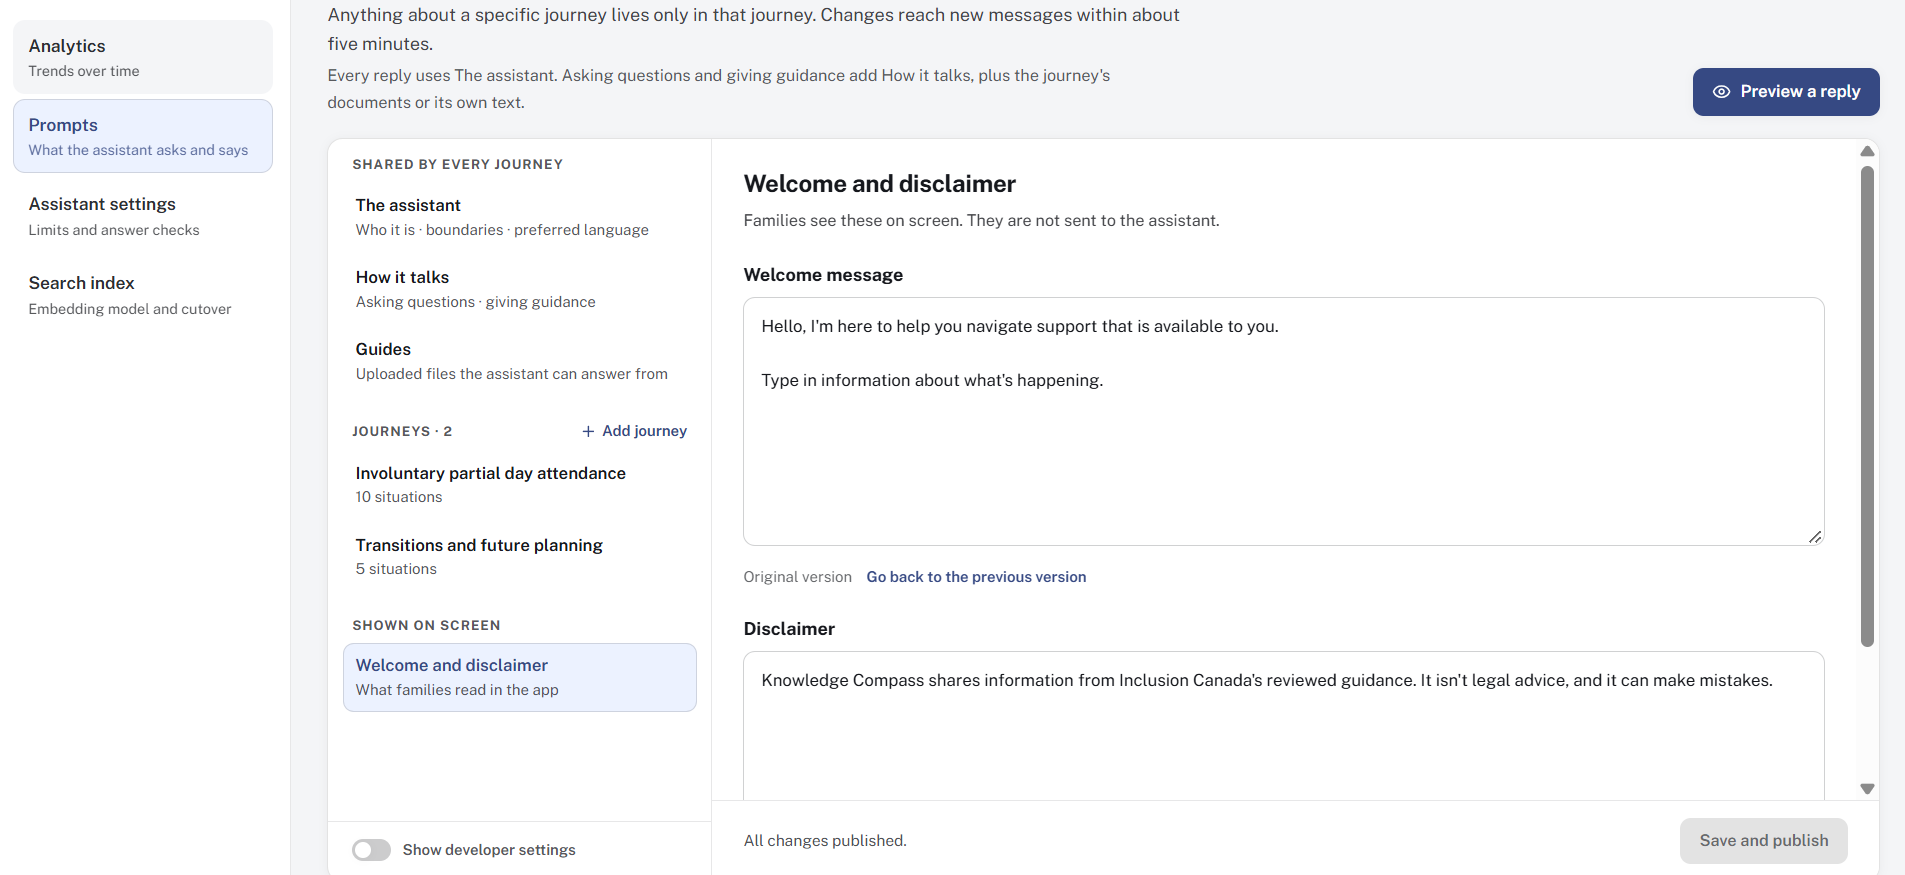 Analytics
Trends over time
Prompts
What the assistant asks and says
Assistant settings
Limits and answer checks
Search index
Embedding model and cutover
Anything about a specific journey lives only in that journey. Changes reach new messages within about
five minutes.
Every reply uses The assistant. Asking questions and giving guidance add How it talks, plus the journey's
documents or its own text.
Preview a reply
SHARED BY EVERY JOURNEY
The assistant
Who it is · boundaries · preferred language
How it talks
Asking questions · giving guidance
Guides
Uploaded files the assistant can answer from
JOURNEYS · 2
+ Add journey
Involuntary partial day attendance
10 situations
Transitions and future planning
5 situations
SHOWN ON SCREEN
Welcome and disclaimer
What families read in the app
Show developer settings
Welcome and disclaimer
Families see these on screen. They are not sent to the assistant.
Welcome message
Hello, I'm here to help you navigate support that is available to you.
Type in information about what's happening.
Original version Go back to the previous version
Disclaimer
Knowledge Compass shares information from Inclusion Canada's reviewed guidance. It isn't legal advice, and it can make mistakes.
All changes published.
Save and publish